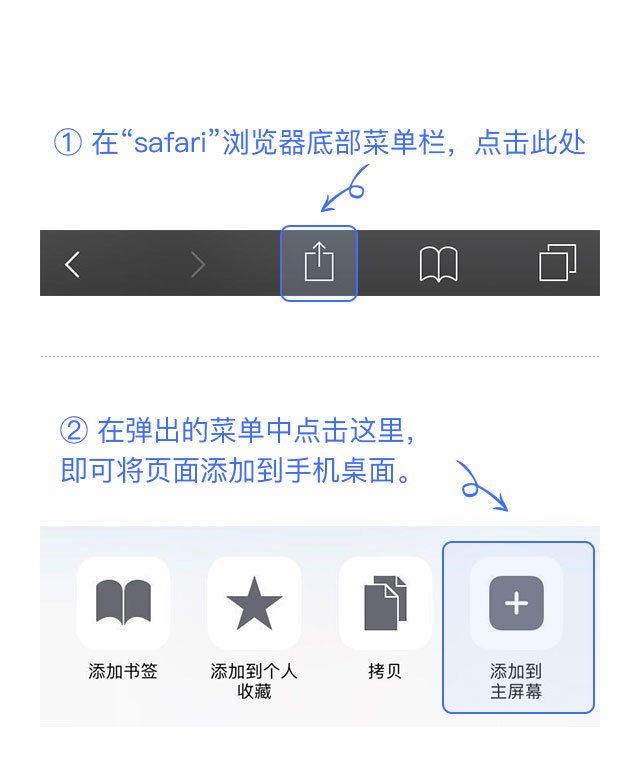 ① 在“safari”浏览器底部菜单栏，点击此处
② 在弹出的菜单中点击这里，
即可将页面添加到手机桌面。
添加书签
添加到个人
收藏
拷贝
添加到
主屏幕